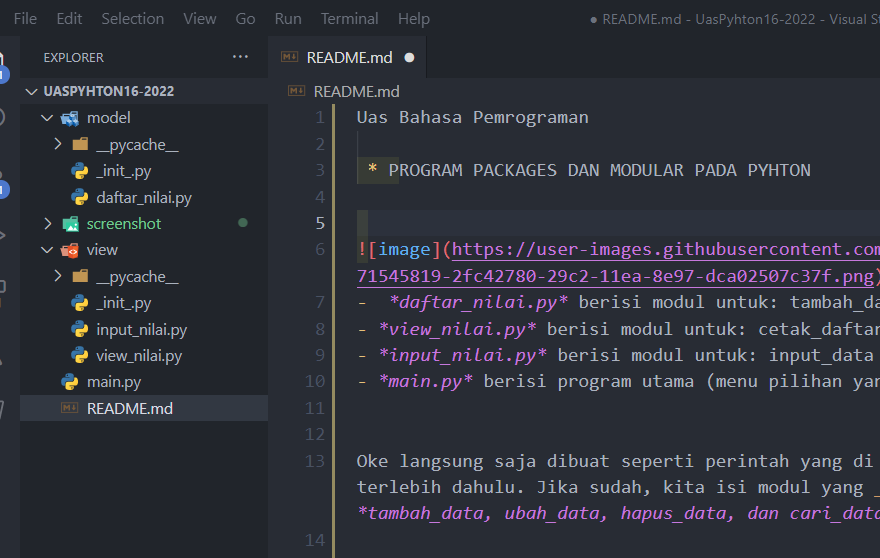 File Edit Selection View Go Run Terminal Help ● README.md - UasPyhton16-2022 - Visual
EXPLORER ...
UASPYHTON16-2022
model
__pycache__
_init_.py
daftar_nilai.py
screenshot
view
__pycache__
_init_.py
input_nilai.py
view_nilai.py
main.py
README.md
README.md ●
README.md
1 Uas Bahasa Pemrograman
2
3 * PROGRAM PACKAGES DAN MODULAR PADA PYHTON
4
5
6 ![image](https://user-images.githubusercontent.com
71545819-2fc42780-29c2-11ea-8e97-dca02507c37f.png)
7 - *daftar_nilai.py* berisi modul untuk: tambah_da
8 - *view_nilai.py* berisi modul untuk: cetak_daftar
9 - *input_nilai.py* berisi modul untuk: input_data
10 - *main.py* berisi program utama (menu pilihan yan
11
12
13 Oke langsung saja dibuat seperti perintah yang di
terlebih dahulu. Jika sudah, kita isi modul yang _
*tambah_data, ubah_data, hapus_data, dan cari_data
14